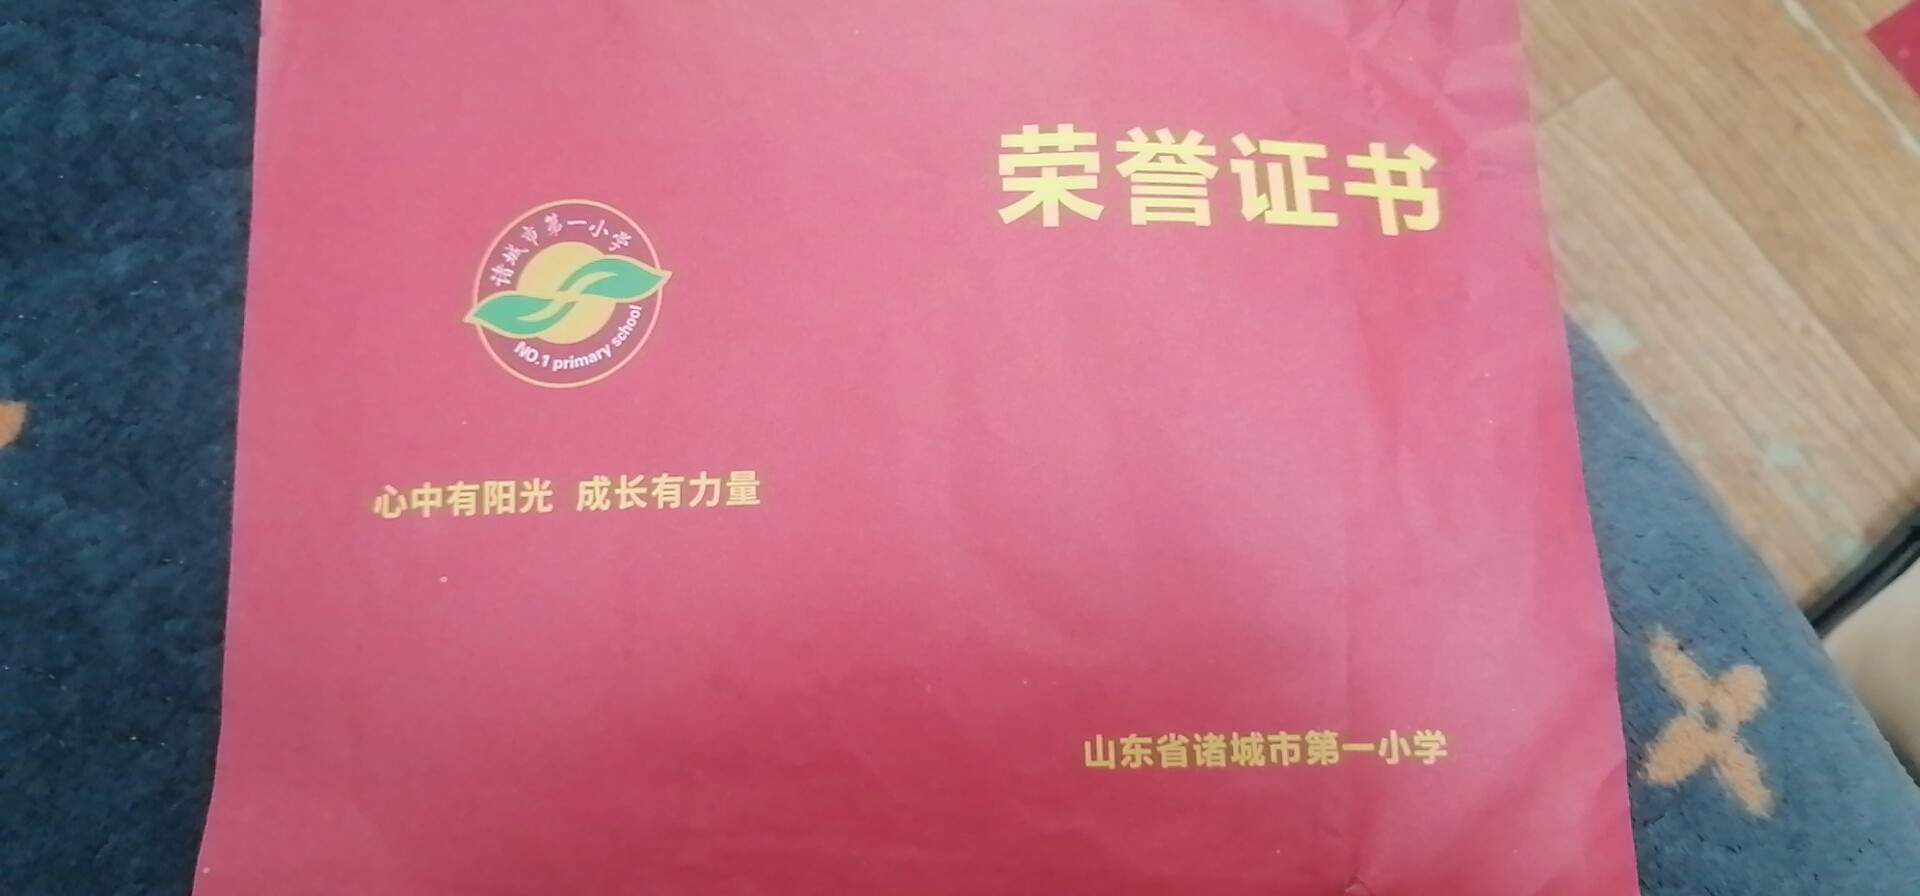 荣誉证书
诸城市第一小学
NO.1 primary school
心中有阳光 成长有力量
山东省诸城市第一小学